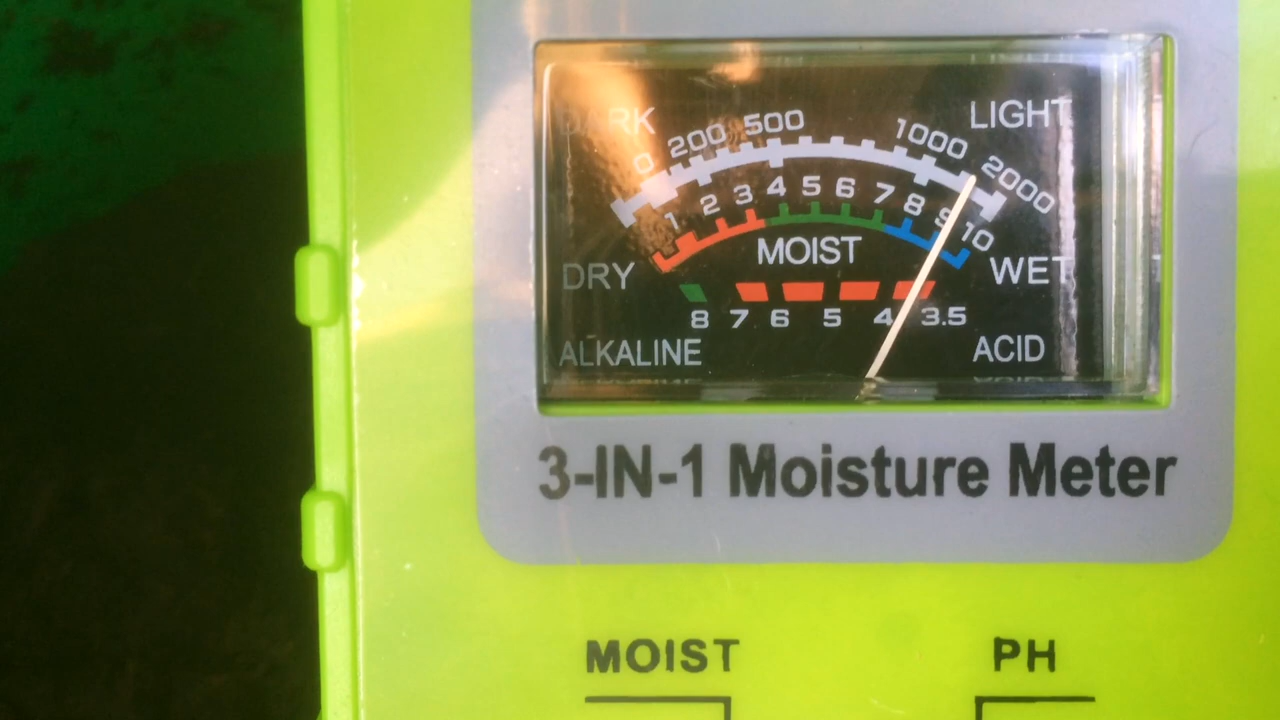 DARK LIGHT
0 200 500 1000 2000
1 2 3 4 5 6 7 8 9 10
MOIST
DRY WET
8 7 6 5 4 3.5
ALKALINE ACID
3-IN-1 Moisture Meter
MOIST PH